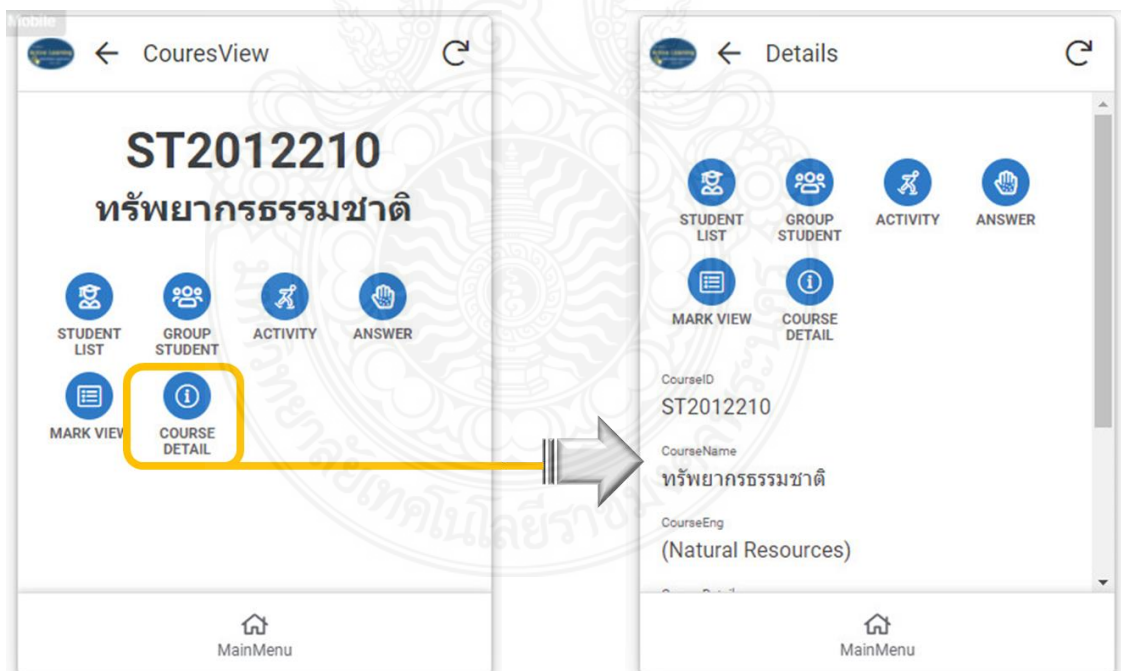 Mobile
CouresView
ST2012210
ทรัพยากรธรรมชาติ
STUDENT
LIST
GROUP
STUDENT
ACTIVITY
ANSWER
MARK VIEW
COURSE
DETAIL
MainMenu
Details
STUDENT
LIST
GROUP
STUDENT
ACTIVITY
ANSWER
MARK VIEW
COURSE
DETAIL
CourseID
ST2012210
CourseName
ทรัพยากรธรรมชาติ
CourseEng
(Natural Resources)
MainMenu